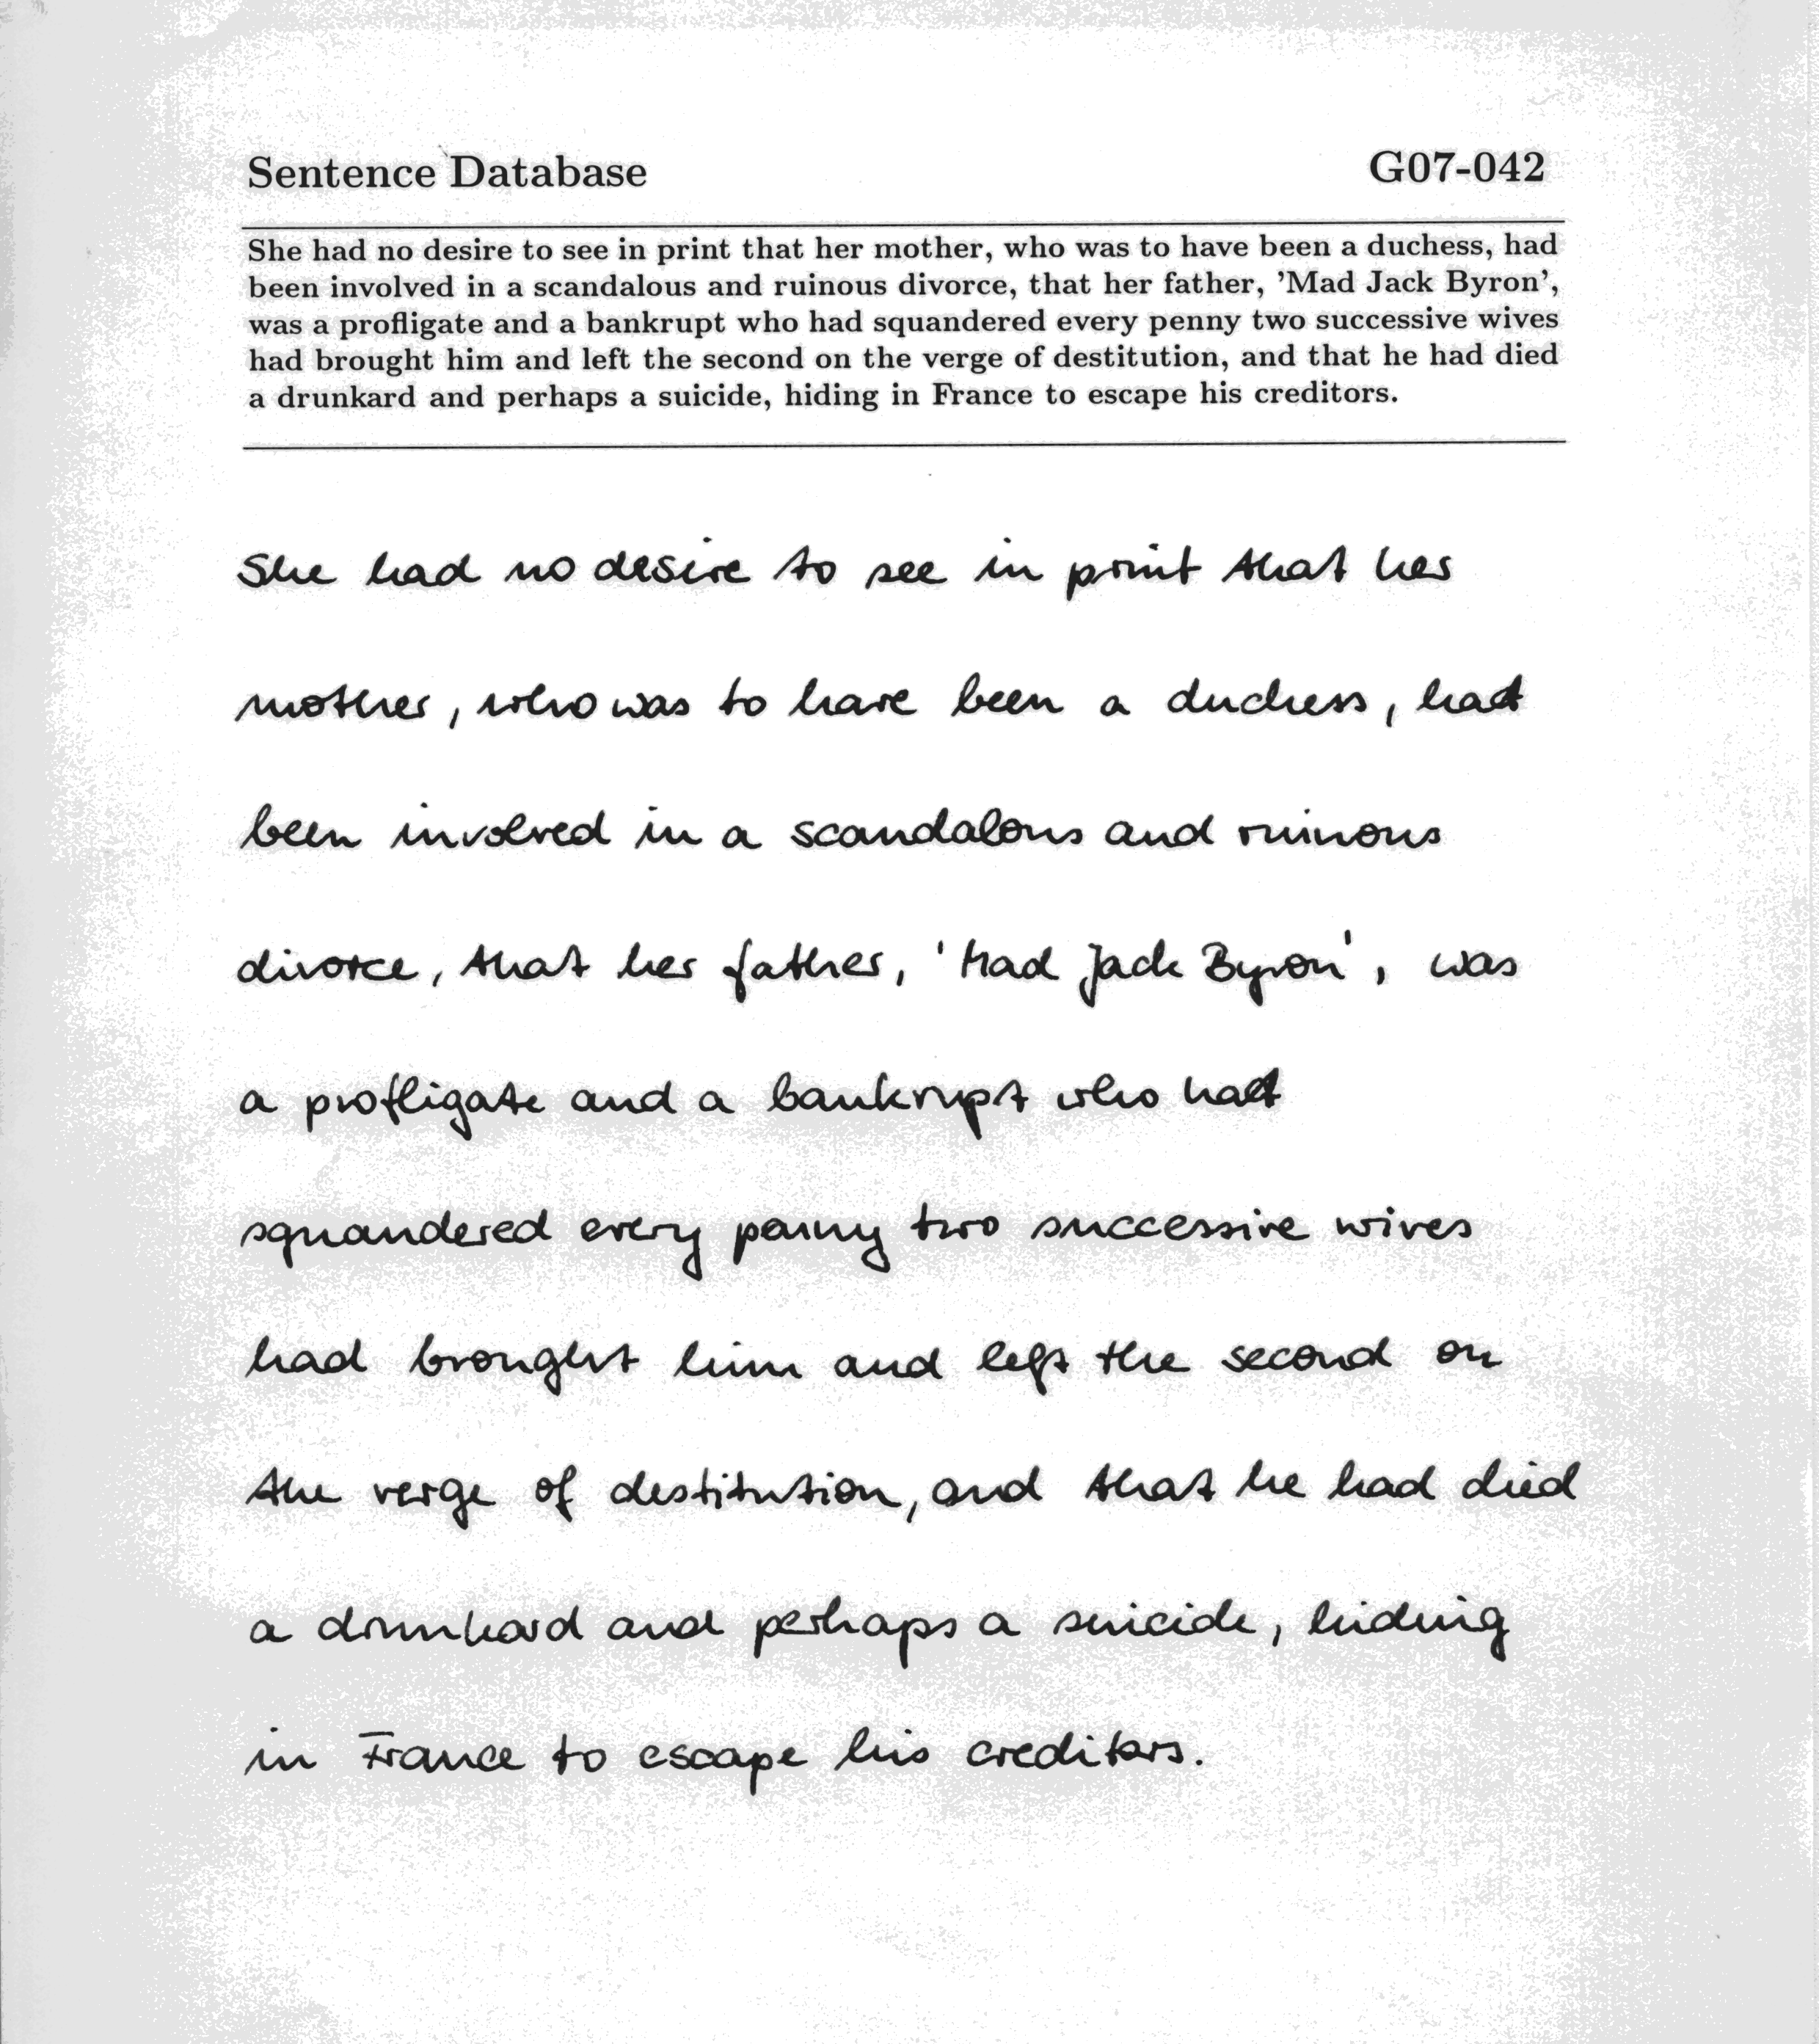 Sentence Database G07-042
She had no desire to see in print that her mother, who was to have been a duchess, had
been involved in a scandalous and ruinous divorce, that her father, 'Mad Jack Byron',
was a profligate and a bankrupt who had squandered every penny two successive wives
had brought him and left the second on the verge of destitution, and that he had died
a drunkard and perhaps a suicide, hiding in France to escape his creditors.
She had no desire to see in print that her
mother, who was to have been a duchess, had
been involved in a scandalous and ruinous
divorce, that her father, 'Mad Jack Byron', was
a profligate and a bankrupt who had
squandered every penny two successive wives
had brought him and left the second on
the verge of destitution, and that he had died
a drunkard and perhaps a suicide, hiding
in France to escape his creditors.